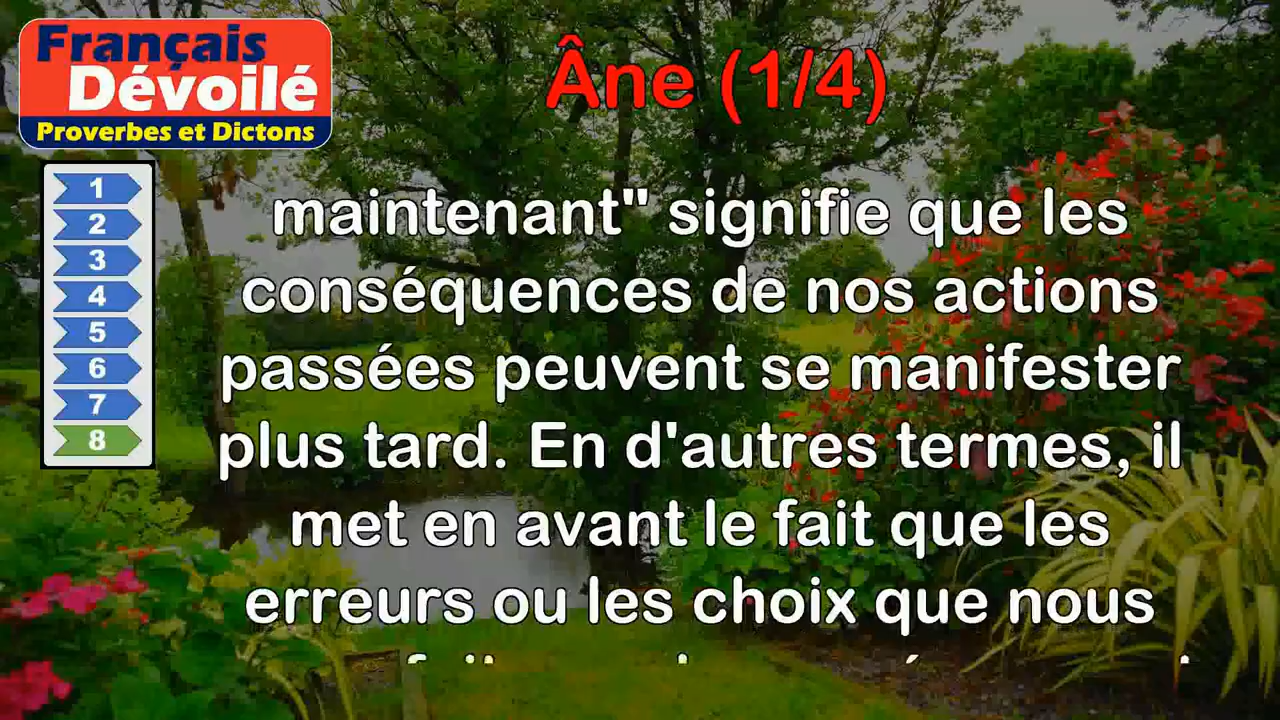 Français
Dévoilé
Proverbes et Dictons
Âne (1/4)
1
2
3
4
5
6
7
8
maintenant" signifie que les
conséquences de nos actions
passées peuvent se manifester
plus tard. En d'autres termes, il
met en avant le fait que les
erreurs ou les choix que nous